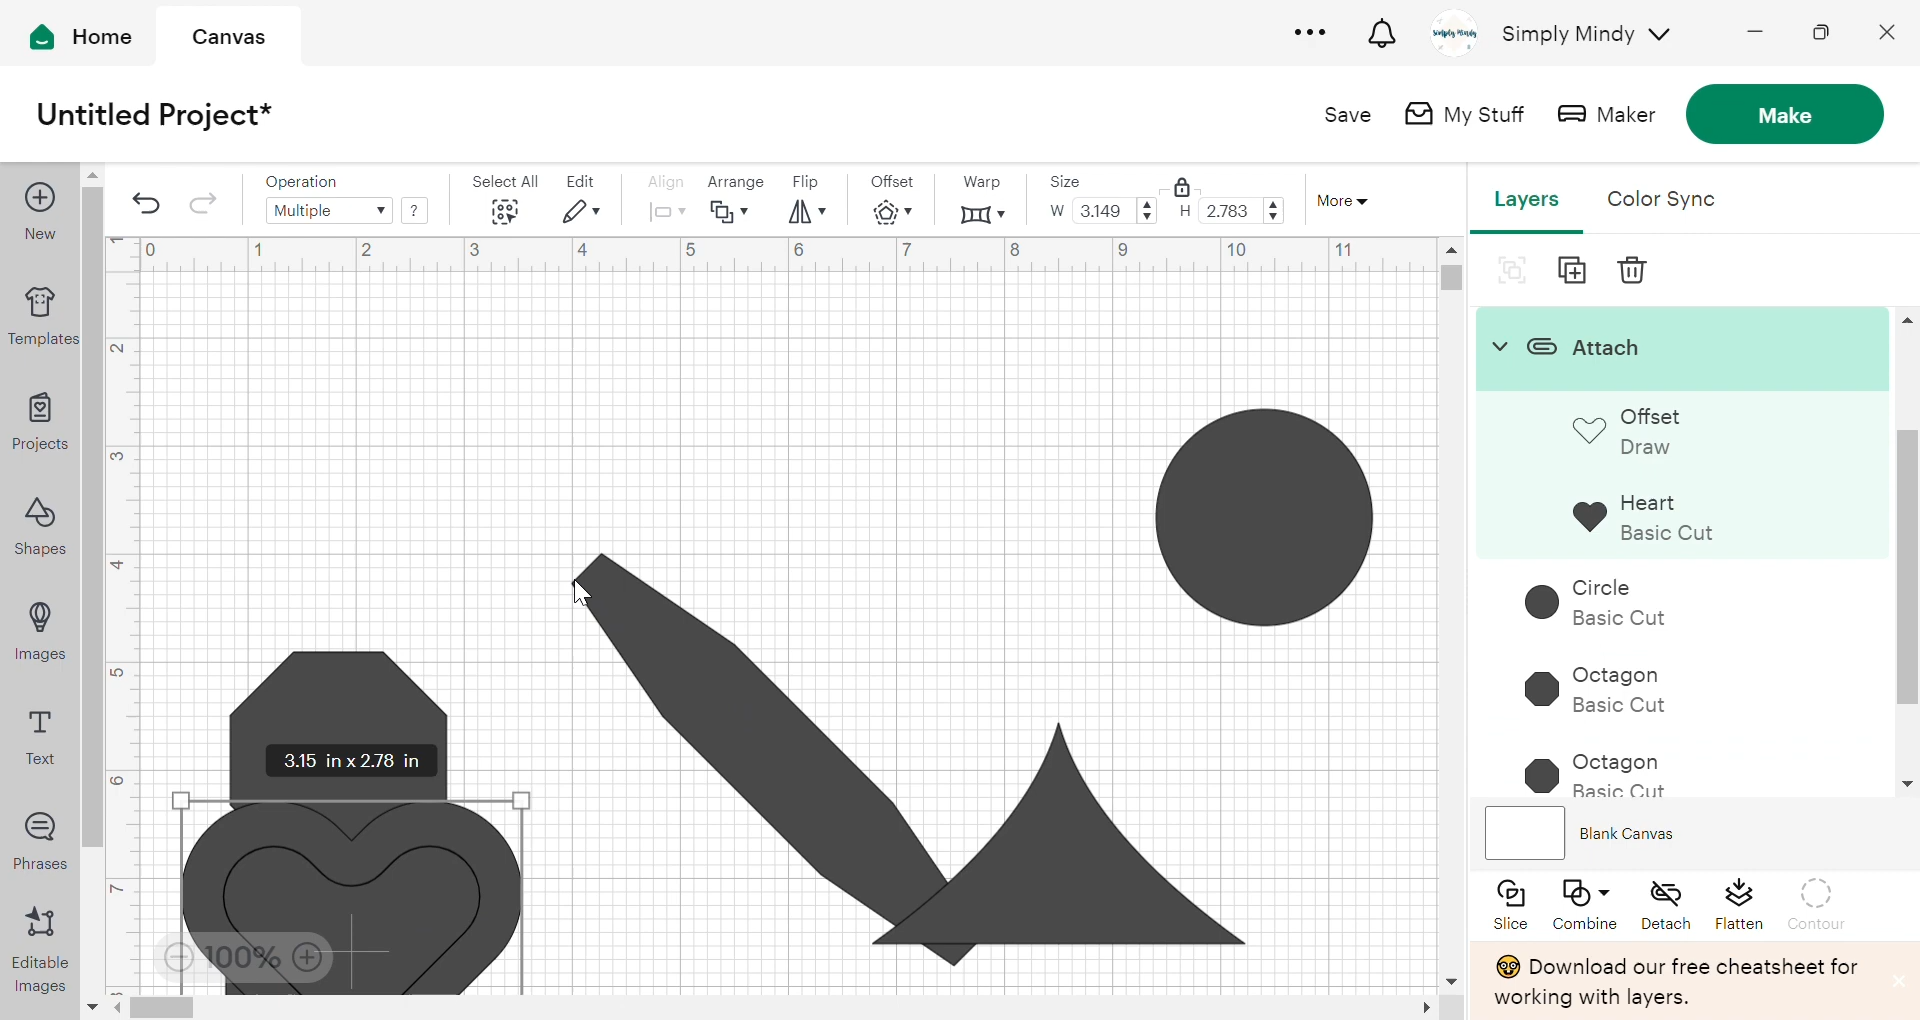 Home
Canvas
Simply Mindy
Simply Mindy
Untitled Project*
Save
My Stuff
Maker
Make
New
Templates
Projects
Shapes
Images
Text
Phrases
Editable
Images
Operation
Multiple
?
Select All
Edit
Align
Arrange
Flip
Offset
Warp
Size
W 3.149
H 2.783
More
0 1 2 3 4 5 6 7 8 9 10 11
1
2
3
4
5
6
7
3.15 in x 2.78 in
100%
Layers
Color Sync
Attach
Offset
Draw
Heart
Basic Cut
Circle
Basic Cut
Octagon
Basic Cut
Octagon
Basic Cut
Blank Canvas
Slice
Combine
Detach
Flatten
Contour
Download our free cheatsheet for
working with layers.